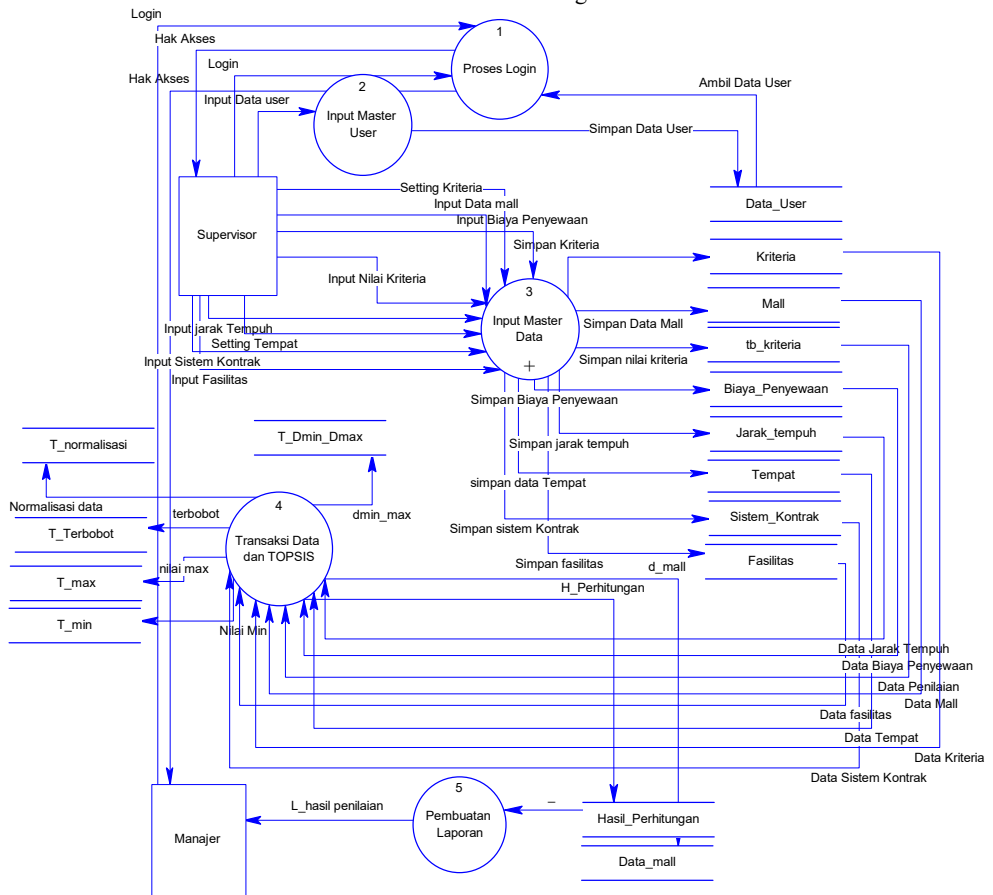 Login
1
Hak Akses
Proses Login
Login
Hak Akses
2
Ambil Data User
Input Data user
Input Master
User
Simpan Data User
Setting Kriteria
Input Data mall
Data_User
Input Biaya Penyewaan
Supervisor
Simpan Kriteria
Kriteria
Input Nilai Kriteria
3
Input Master
Data
+
Mall
Simpan Data Mall
Input jarak Tempuh
Setting Tempat
tb_kriteria
Simpan nilai kriteria
Input Sistem Kontrak
Input Fasilitas
Biaya_Penyewaan
Simpan Biaya Penyewaan
T_normalisasi
T_Dmin_Dmax
Jarak_tempuh
Simpan jarak tempuh
Tempat
simpan data Tempat
Normalisasi data
terbobot
4
dmin_max
Sistem_Kontrak
Simpan sistem Kontrak
T_Terbobot
Transaksi Data
dan TOPSIS
Simpan fasilitas
Fasilitas
nilai max
d_mall
T_max
H_Perhitungan
T_min
Nilai Min
Data Jarak Tempuh
Data Biaya Penyewaan
Data Penilaian
Data Mall
Data fasilitas
Data Tempat
Data Kriteria
Data Sistem Kontrak
5
L_hasil penilaian
Pembuatan
Laporan
_
Hasil_Perhitungan
Manajer
Data_mall